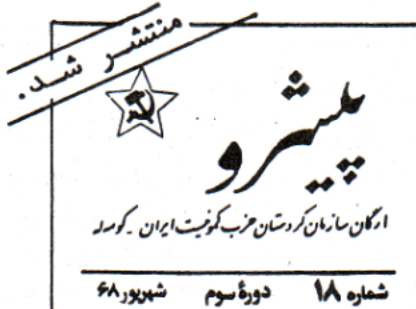 منتشر شد.
پیشرو
ارگان سازمان کردستان حزب کمونیست ایران - کومه‌له
شماره ۱۸ دورهٔ سوم شهریور ۶۸